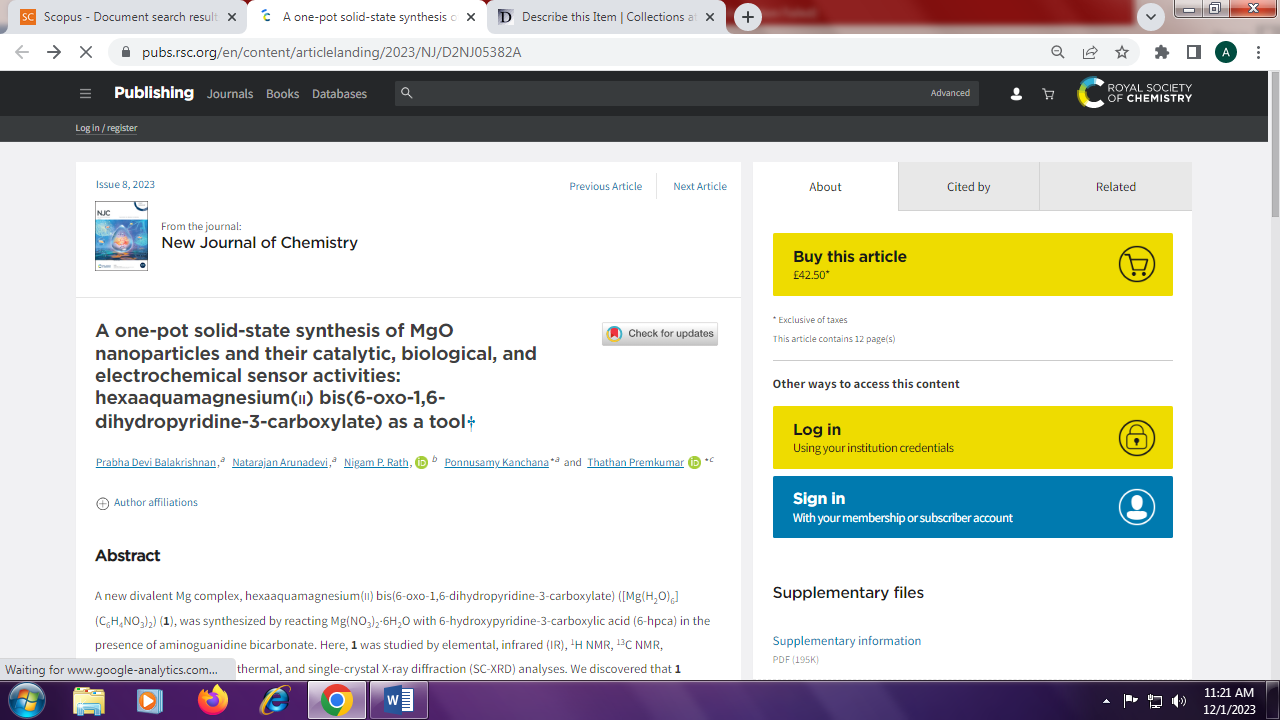 Scopus - Document search result
A one-pot solid-state synthesis o
Describe this Item | Collections a
pubs.rsc.org/en/content/articlelanding/2023/NJ/D2NJ05382A
A
Publishing
Journals
Books
Databases
Advanced
ROYAL SOCIETY
OF CHEMISTRY
Log in / register
Issue 8, 2023
Previous Article
Next Article
NJC
From the journal:
New Journal of Chemistry
A one-pot solid-state synthesis of MgO
nanoparticles and their catalytic, biological, and
electrochemical sensor activities:
hexaaquamagnesium(II) bis(6-oxo-1,6-
dihydropyridine-3-carboxylate) as a tool†
Check for updates
Prabha Devi Balakrishnan,ᵃ Natarajan Arunadevi,ᵃ Nigam P. Rath, iD ᵇ Ponnusamy Kanchana*ᵃ and Thathan Premkumar iD *ᶜ
Author affiliations
Abstract
A new divalent Mg complex, hexaaquamagnesium(II) bis(6-oxo-1,6-dihydropyridine-3-carboxylate) ([Mg(H₂O)₆]
(C₆H₄NO₃)₂) (1), was synthesized by reacting Mg(NO₃)₂·6H₂O with 6-hydroxypyridine-3-carboxylic acid (6-hpca) in the
presence of aminoguanidine bicarbonate. Here, 1 was studied by elemental, infrared (IR), ¹H NMR, ¹³C NMR,
thermal, and single-crystal X-ray diffraction (SC-XRD) analyses. We discovered that 1
About
Cited by
Related
Buy this article
£42.50*
* Exclusive of taxes
This article contains 12 page(s)
Other ways to access this content
Log in
Using your institution credentials
Sign in
With your membership or subscriber account
Supplementary files
Supplementary information
PDF (195K)
Waiting for www.google-analytics.com...
11:21 AM
12/1/2023